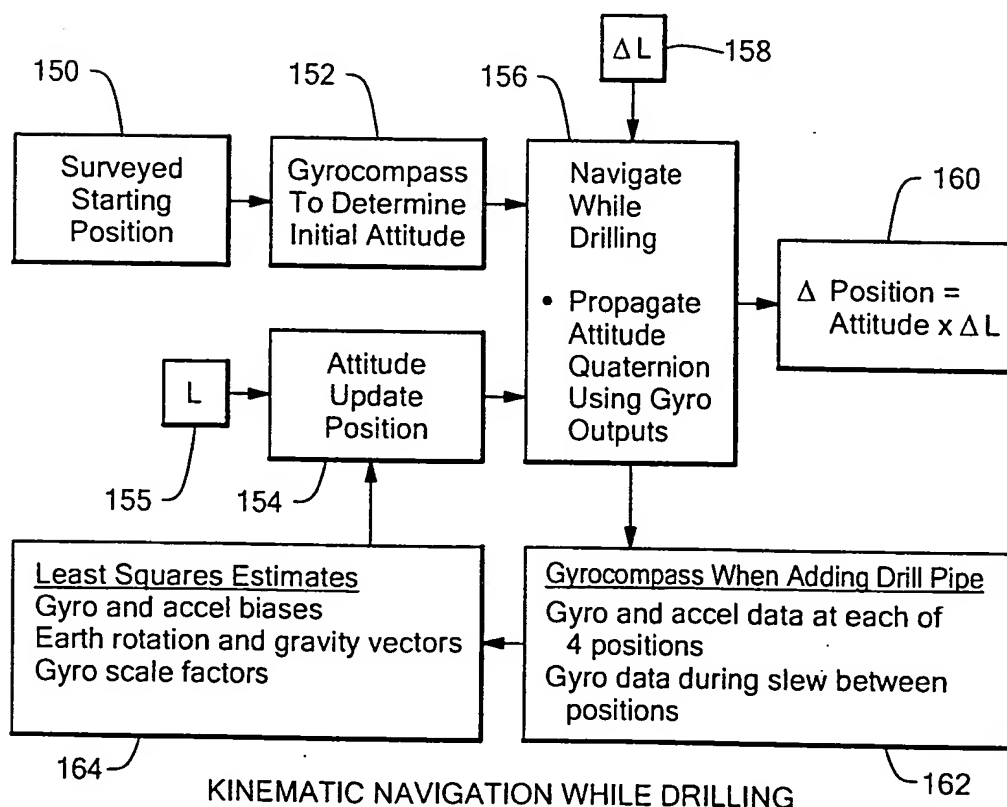 150
152
156
ΔL
158
Surveyed
Starting
Position
Gyrocompass
To Determine
Initial Attitude
Navigate
While
Drilling
• Propagate
Attitude
Quaternion
Using Gyro
Outputs
160
Δ Position =
Attitude x ΔL
L
155
Attitude
Update
Position
154
Least Squares Estimates
Gyro and accel biases
Earth rotation and gravity vectors
Gyro scale factors
164
Gyrocompass When Adding Drill Pipe
Gyro and accel data at each of
4 positions
Gyro data during slew between
positions
162
KINEMATIC NAVIGATION WHILE DRILLING